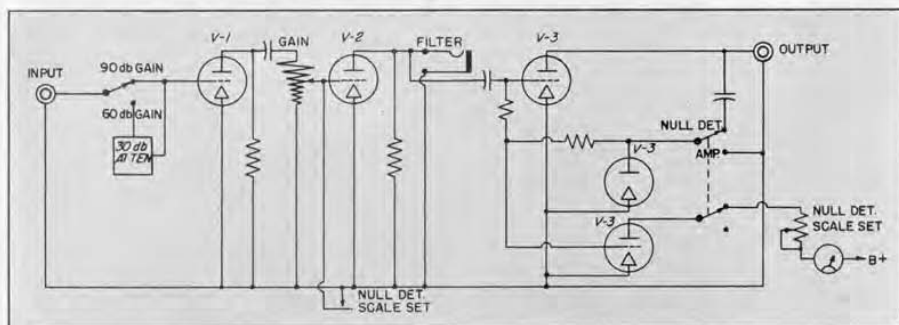 INPUT
90 db GAIN
60 db GAIN
30 db
ATTEN
V-1
GAIN
V-2
FILTER
V-3
OUTPUT
NULL DET.
AMP.
V-3
V-3
NULL DET.
SCALE SET
B+
NULL DET.
SCALE SET